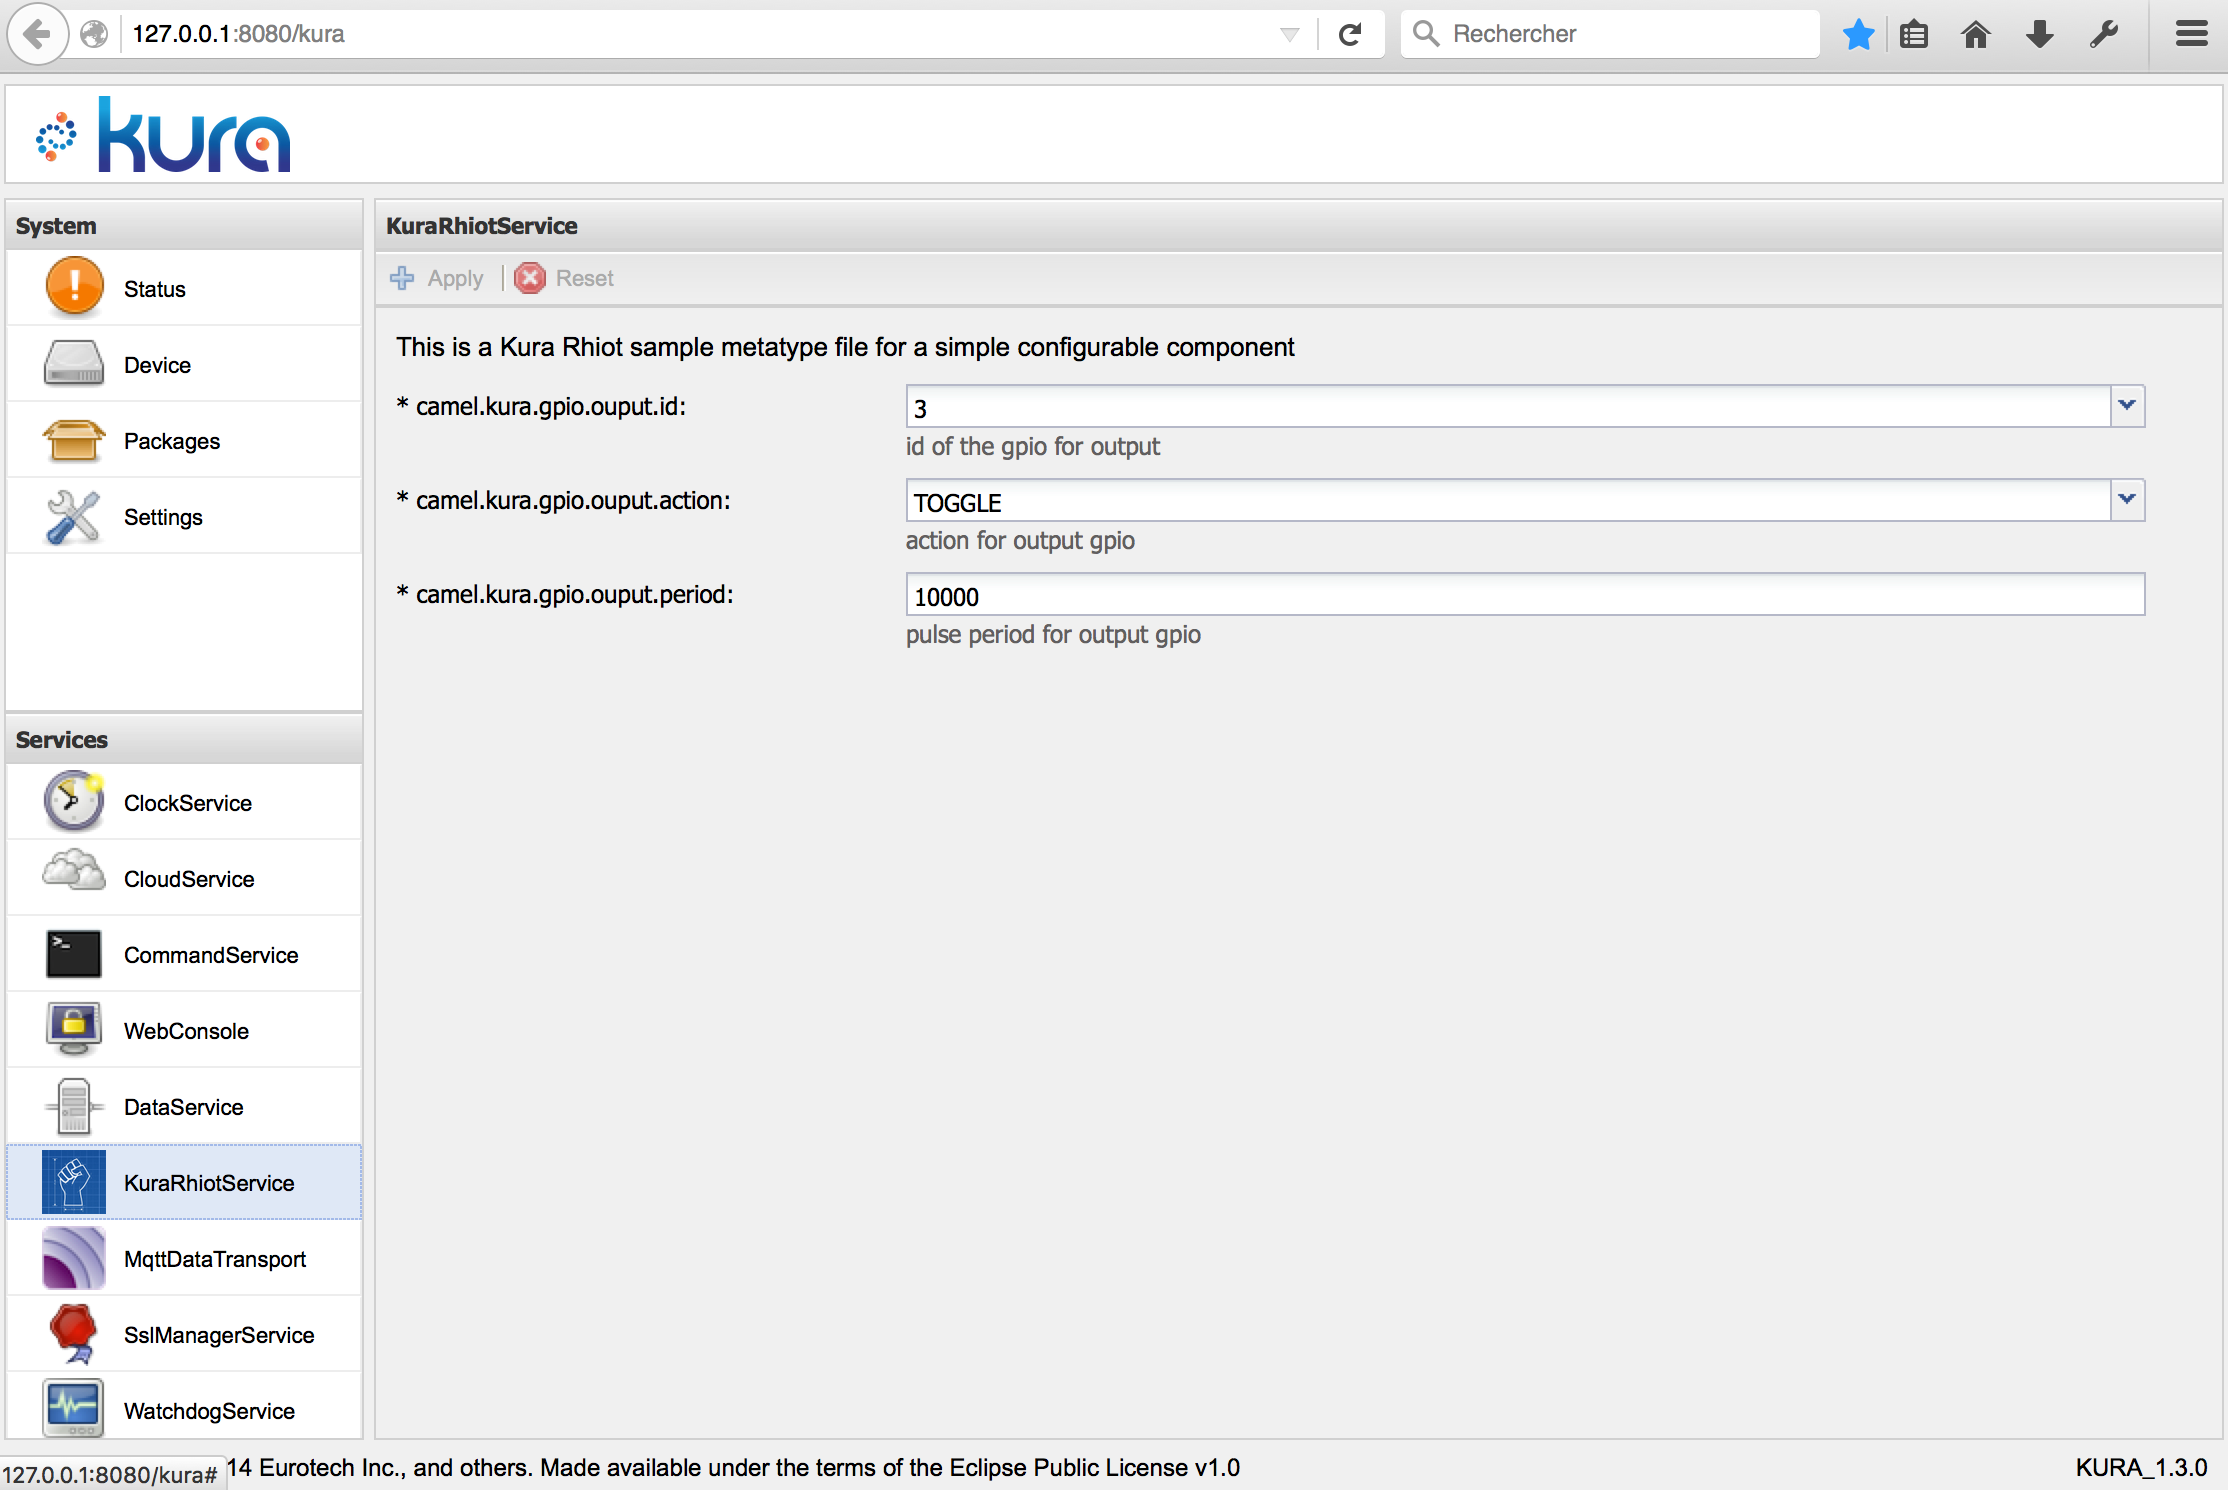 127.0.0.1:8080/kura
Rechercher
kura
System
Status
Device
Packages
Settings
Services
ClockService
CloudService
CommandService
WebConsole
DataService
KuraRhiotService
MqttDataTransport
SslManagerService
WatchdogService
KuraRhiotService
Apply
Reset
This is a Kura Rhiot sample metatype file for a simple configurable component
* camel.kura.gpio.ouput.id:
3
id of the gpio for output
* camel.kura.gpio.ouput.action:
TOGGLE
action for output gpio
* camel.kura.gpio.ouput.period:
10000
pulse period for output gpio
127.0.0.1:8080/kura#
14 Eurotech Inc., and others. Made available under the terms of the Eclipse Public License v1.0
KURA_1.3.0